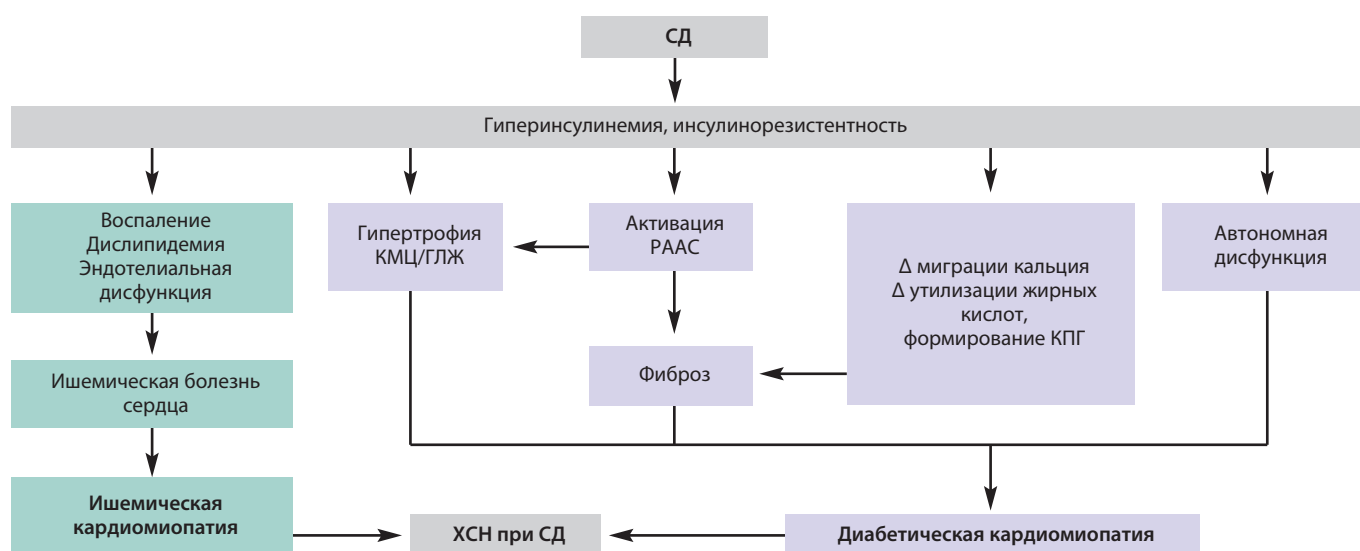 СД
Гиперинсулинемия, инсулинорезистентность
Воспаление
Дислипидемия
Эндотелиальная
дисфункция
Гипертрофия
КМЦ/ГЛЖ
Активация
РААС
Δ миграции кальция
Δ утилизации жирных
кислот,
формирование КПГ
Автономная
дисфункция
Ишемическая болезнь
сердца
Фиброз
Ишемическая
кардиомиопатия
ХСН при СД
Диабетическая кардиомиопатия